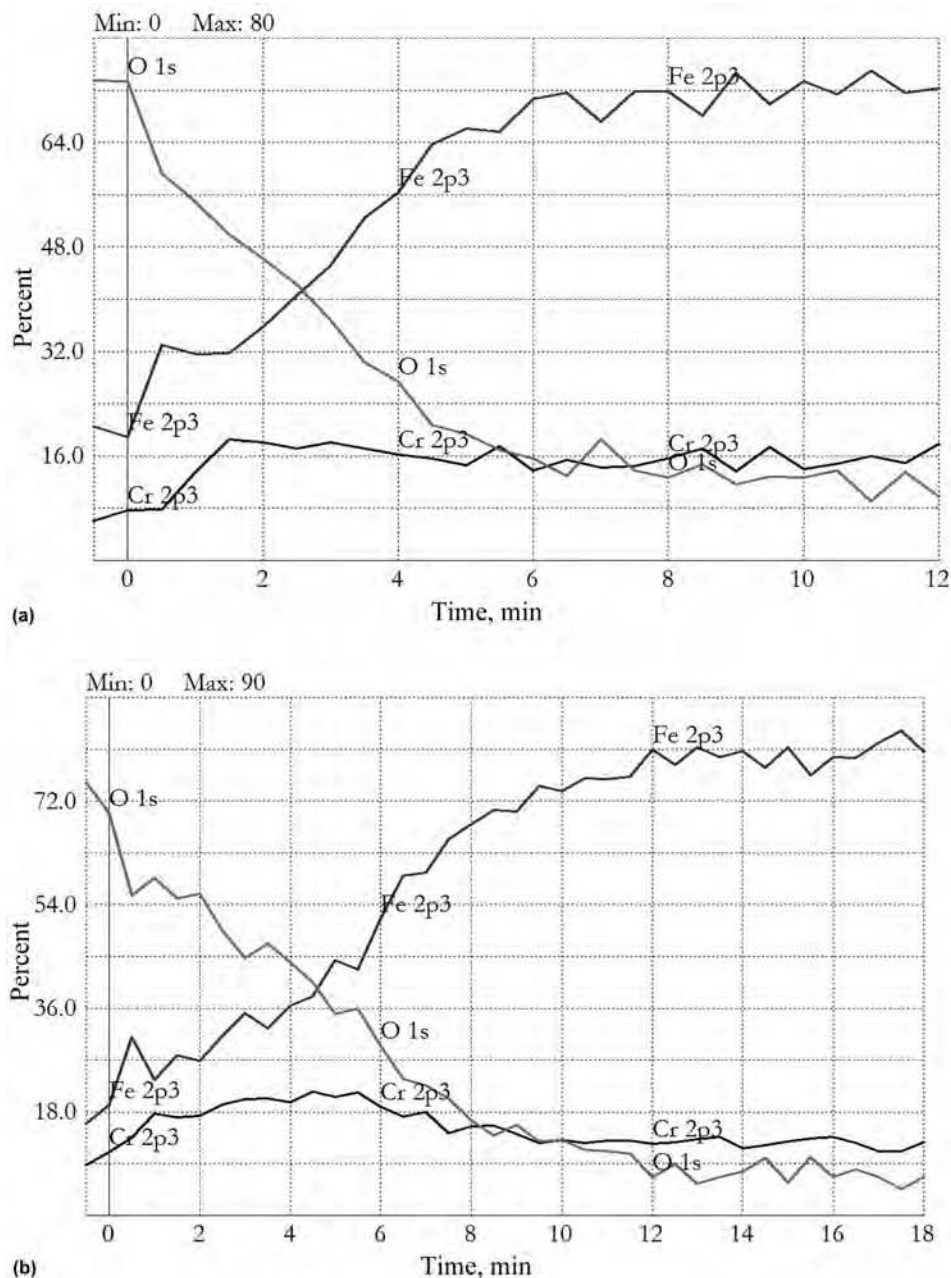 Min: 0 Max: 80
O 1s
Fe 2p3
64.0
Fe 2p3
48.0
Percent
32.0
O 1s
Fe 2p3
Cr 2p3
Cr 2p3
16.0
O 1s
Cr 2p3
0 2 4 6 8 10 12
Time, min
(a)
Min: 0 Max: 90
Fe 2p3
O 1s
72.0
Fe 2p3
54.0
Percent
36.0
O 1s
Fe 2p3
Cr 2p3
18.0
Cr 2p3
Cr 2p3
O 1s
0 2 4 6 8 10 12 14 16 18
Time, min
(b)